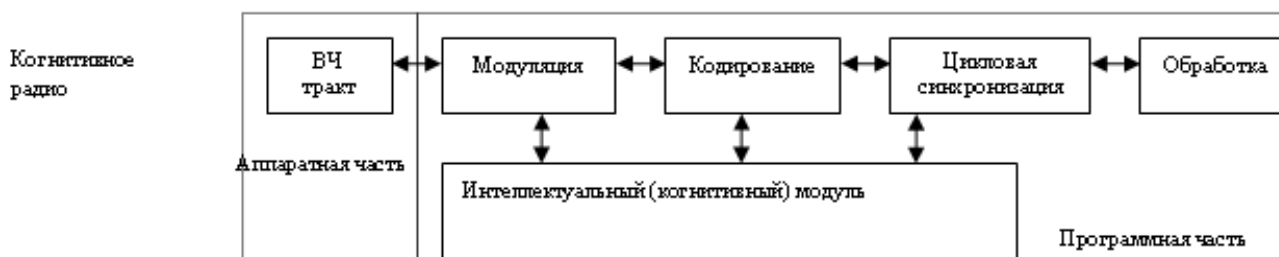 Когнитивное
радио
ВЧ
тракт
Модуляция
Кодирование
Цикловая
синхронизация
Обработка
Аппаратная часть
Интеллектуальный (когнитивный) модуль
Программная часть